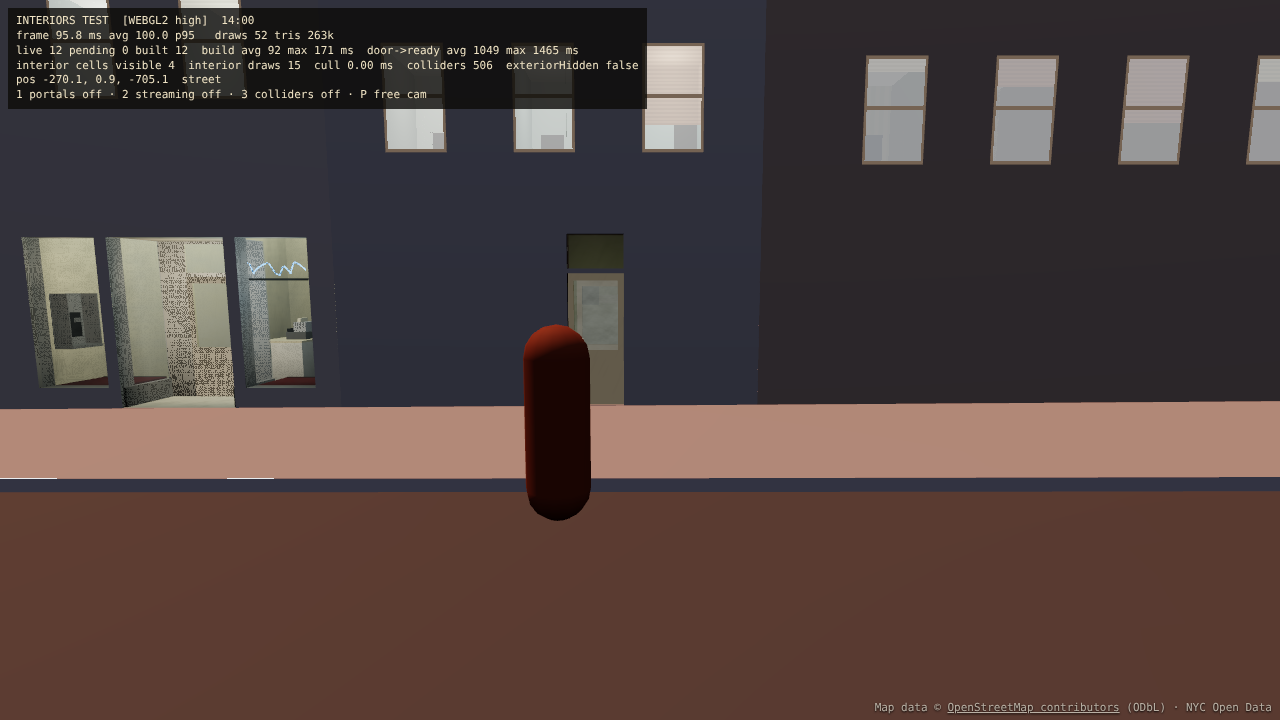 INTERIORS TEST  [WEBGL2 high]  14:00
frame 95.8 ms avg 100.0 p95   draws 52 tris 263k
live 12 pending 0 built 12  build avg 92 max 171 ms  door->ready avg 1049 max 1465 ms
interior cells visible 4  interior draws 15  cull 0.00 ms  colliders 506  exteriorHidden false
pos -270.1, 0.9, -705.1  street
1 portals off · 2 streaming off · 3 colliders off · P free cam
Map data © OpenStreetMap contributors (ODbL) · NYC Open Data